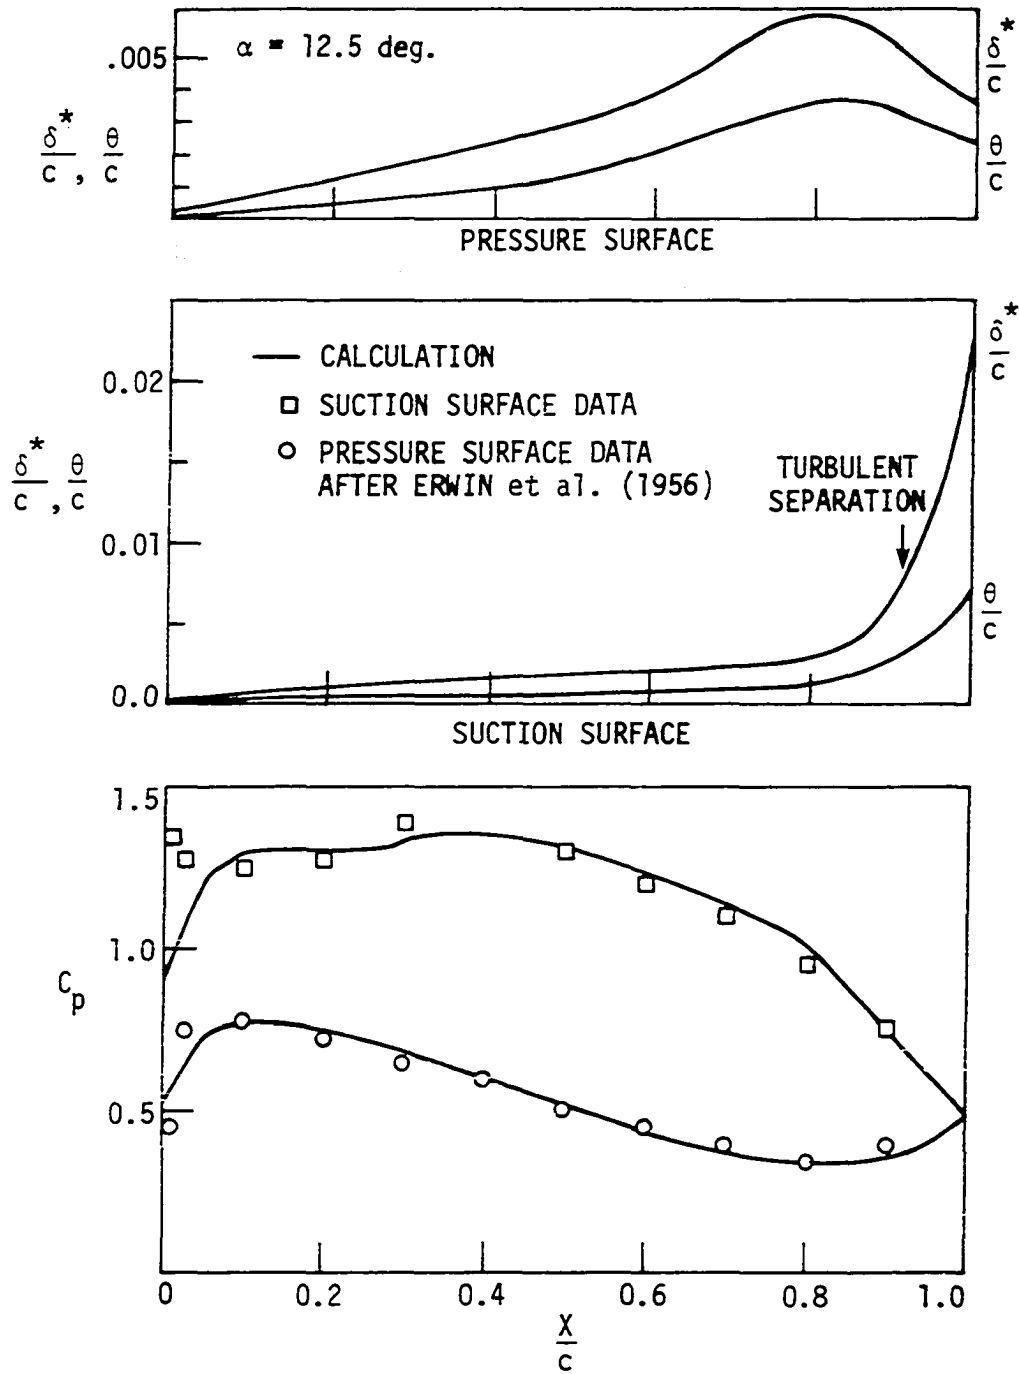 α = 12.5 deg.
.005
δ*/c, θ/c
δ*/c
θ/c
PRESSURE SURFACE
— CALCULATION
□ SUCTION SURFACE DATA
○ PRESSURE SURFACE DATA
AFTER ERWIN et al. (1956)
TURBULENT
SEPARATION
0.02
0.01
0.0
δ*/c, θ/c
δ*/c
θ/c
SUCTION SURFACE
1.5
1.0
0.5
Cp
0 0.2 0.4 0.6 0.8 1.0
X/c